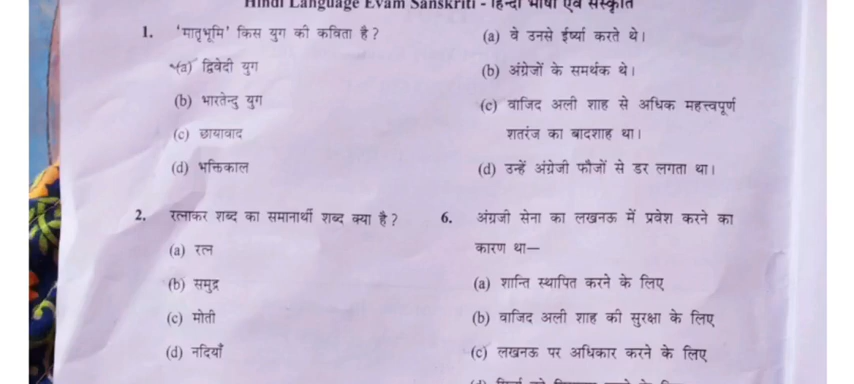 Hindi Language Evam Sanskriti - हिन्दी भाषा एवं संस्कृति
1. 'मातृभूमि' किस युग की कविता है?
(a) द्विवेदी युग
(b) भारतेन्दु युग
(c) छायावाद
(d) भक्तिकाल
2. रत्नाकर शब्द का समानार्थी शब्द क्या है?
(a) रत्न
(b) समुद्र
(c) मोती
(d) नदियाँ
(a) वे उनसे ईर्ष्या करते थे।
(b) अंग्रेजों के समर्थक थे।
(c) वाजिद अली शाह से अधिक महत्त्वपूर्ण
शतरंज का बादशाह था।
(d) उन्हें अंग्रेजी फौजों से डर लगता था।
6. अंग्रजी सेना का लखनऊ में प्रवेश करने का
कारण था—
(a) शान्ति स्थापित करने के लिए
(b) वाजिद अली शाह की सुरक्षा के लिए
(c) लखनऊ पर अधिकार करने के लिए